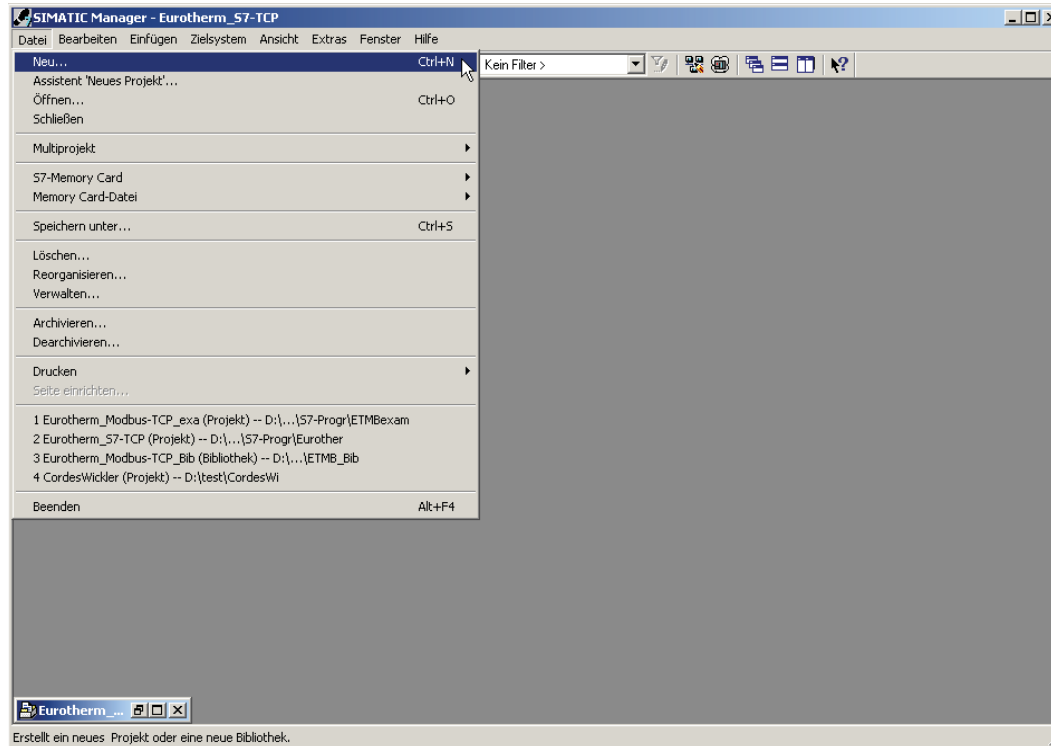 SIMATIC Manager - Eurotherm_S7-TCP
Datei Bearbeiten Einfügen Zielsystem Ansicht Extras Fenster Hilfe
Neu... Ctrl+N
Kein Filter >
Assistent 'Neues Projekt'...
Öffnen... Ctrl+O
Schließen
Multiprojekt
S7-Memory Card
Memory Card-Datei
Speichern unter... Ctrl+S
Löschen...
Reorganisieren...
Verwalten...
Archivieren...
Dearchivieren...
Drucken
Seite einrichten...
1 Eurotherm_Modbus-TCP_exa (Projekt) -- D:\...\S7-Progr\ETMBexam
2 Eurotherm_S7-TCP (Projekt) -- D:\...\S7-Progr\Eurother
3 Eurotherm_Modbus-TCP_Bib (Bibliothek) -- D:\...\ETMB_Bib
4 CordesWickler (Projekt) -- D:\test\CordesWi
Beenden Alt+F4
Eurotherm_...
Erstellt ein neues Projekt oder eine neue Bibliothek.